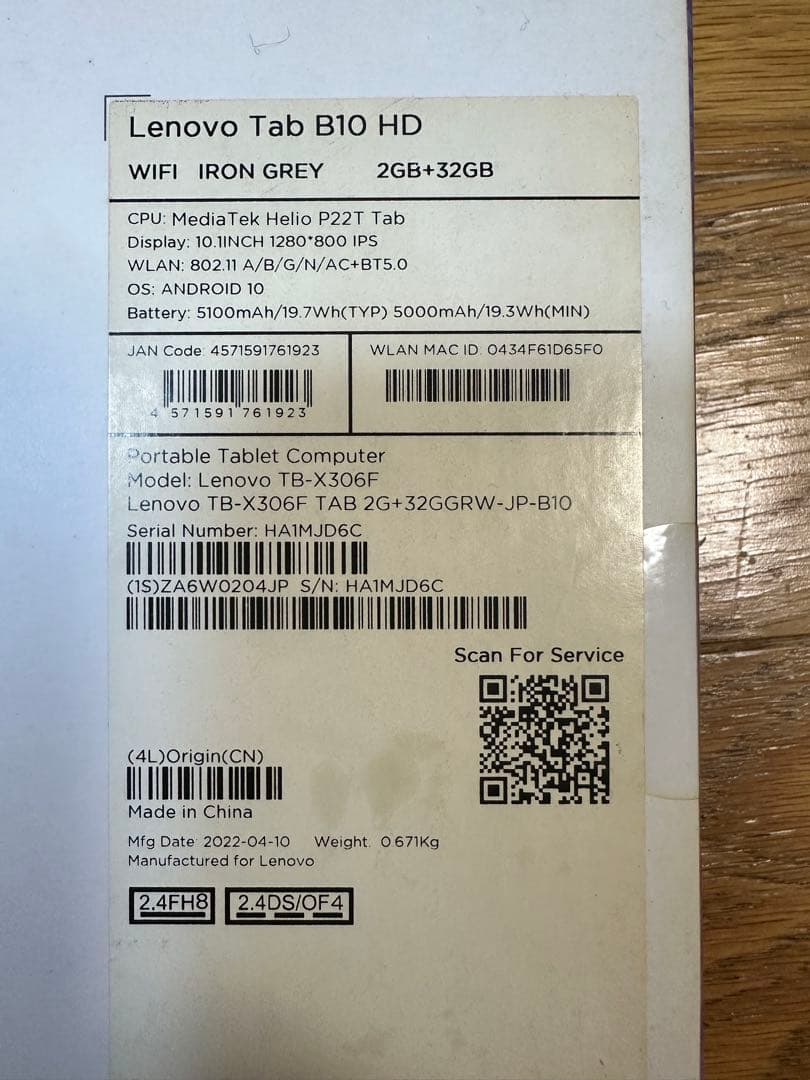 Lenovo Tab B10 HD
WIFI IRON GREY 2GB+32GB
CPU: MediaTek Helio P22T Tab
Display: 10.1INCH 1280*800 IPS
WLAN: 802.11 A/B/G/N/AC+BT5.0
OS: ANDROID 10
Battery: 5100mAh/19.7Wh(TYP) 5000mAh/19.3Wh(MIN)
JAN Code: 4571591761923
4 571591 761923
WLAN MAC ID: 0434F61D65F0
Portable Tablet Computer
Model: Lenovo TB-X306F
Lenovo TB-X306F TAB 2G+32GGRW-JP-B10
Serial Number: HA1MJD6C
(1S)ZA6W0204JP S/N: HA1MJD6C
Scan For Service
(4L)Origin(CN)
Made in China
Mfg Date: 2022-04-10 Weight: 0.671Kg
Manufactured for Lenovo
2.4FH8 2.4DS/OF4